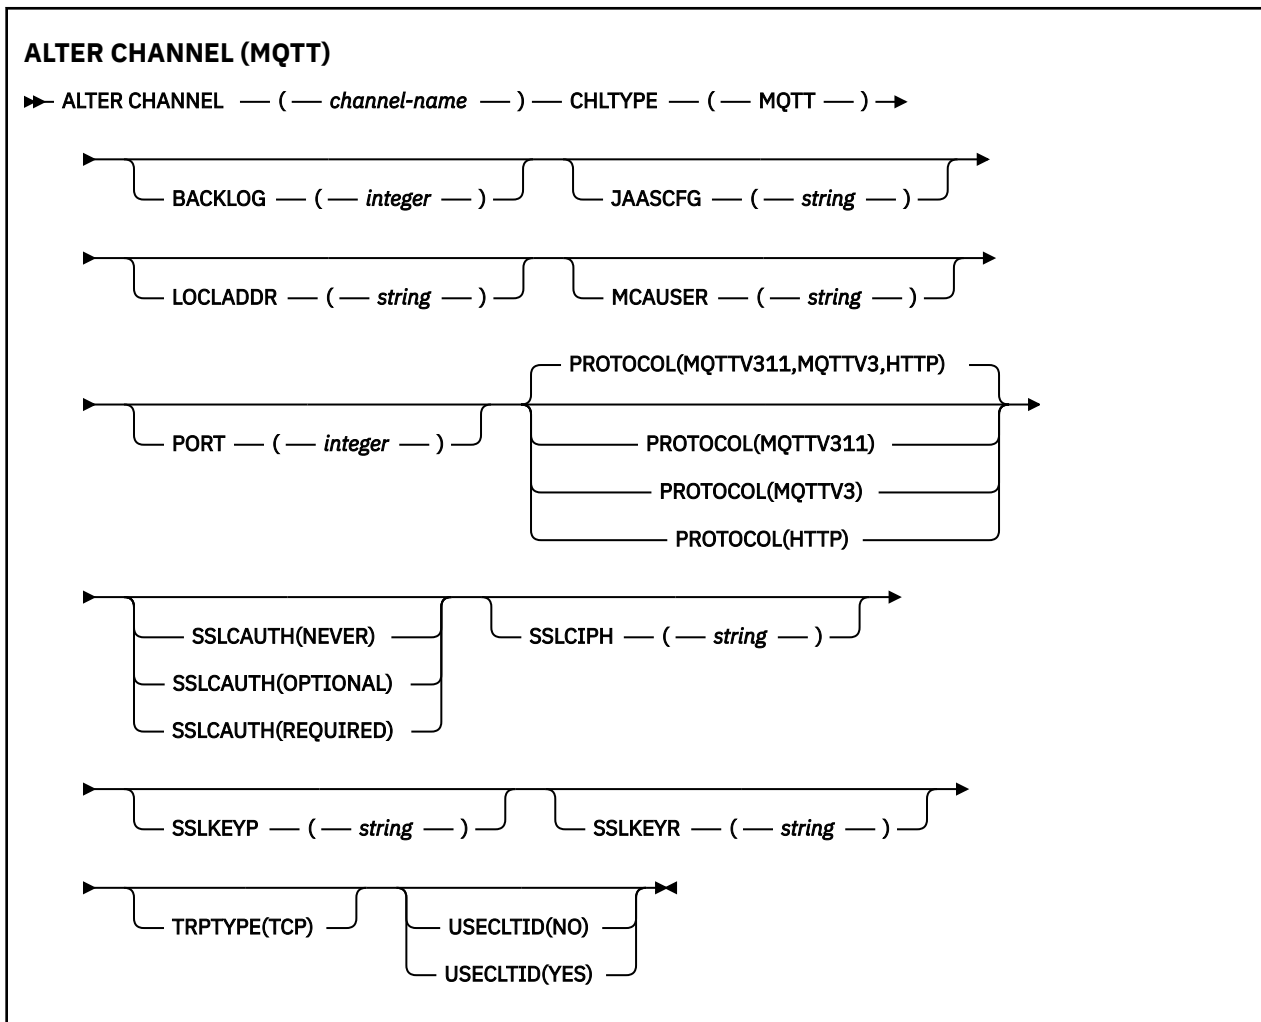 ALTER CHANNEL (MQTT)
ALTER CHANNEL ( channel-name ) CHLTYPE ( MQTT )
BACKLOG ( integer ) JAASCFG ( string )
LOCLADDR ( string ) MCAUSER ( string )
PROTOCOL(MQTTV311,MQTTV3,HTTP)
PORT ( integer ) PROTOCOL(MQTTV311)
PROTOCOL(MQTTV3)
PROTOCOL(HTTP)
SSLCAUTH(NEVER) SSLCIPH ( string )
SSLCAUTH(OPTIONAL)
SSLCAUTH(REQUIRED)
SSLKEYP ( string ) SSLKEYR ( string )
TRPTYPE(TCP) USECLTID(NO)
USECLTID(YES)